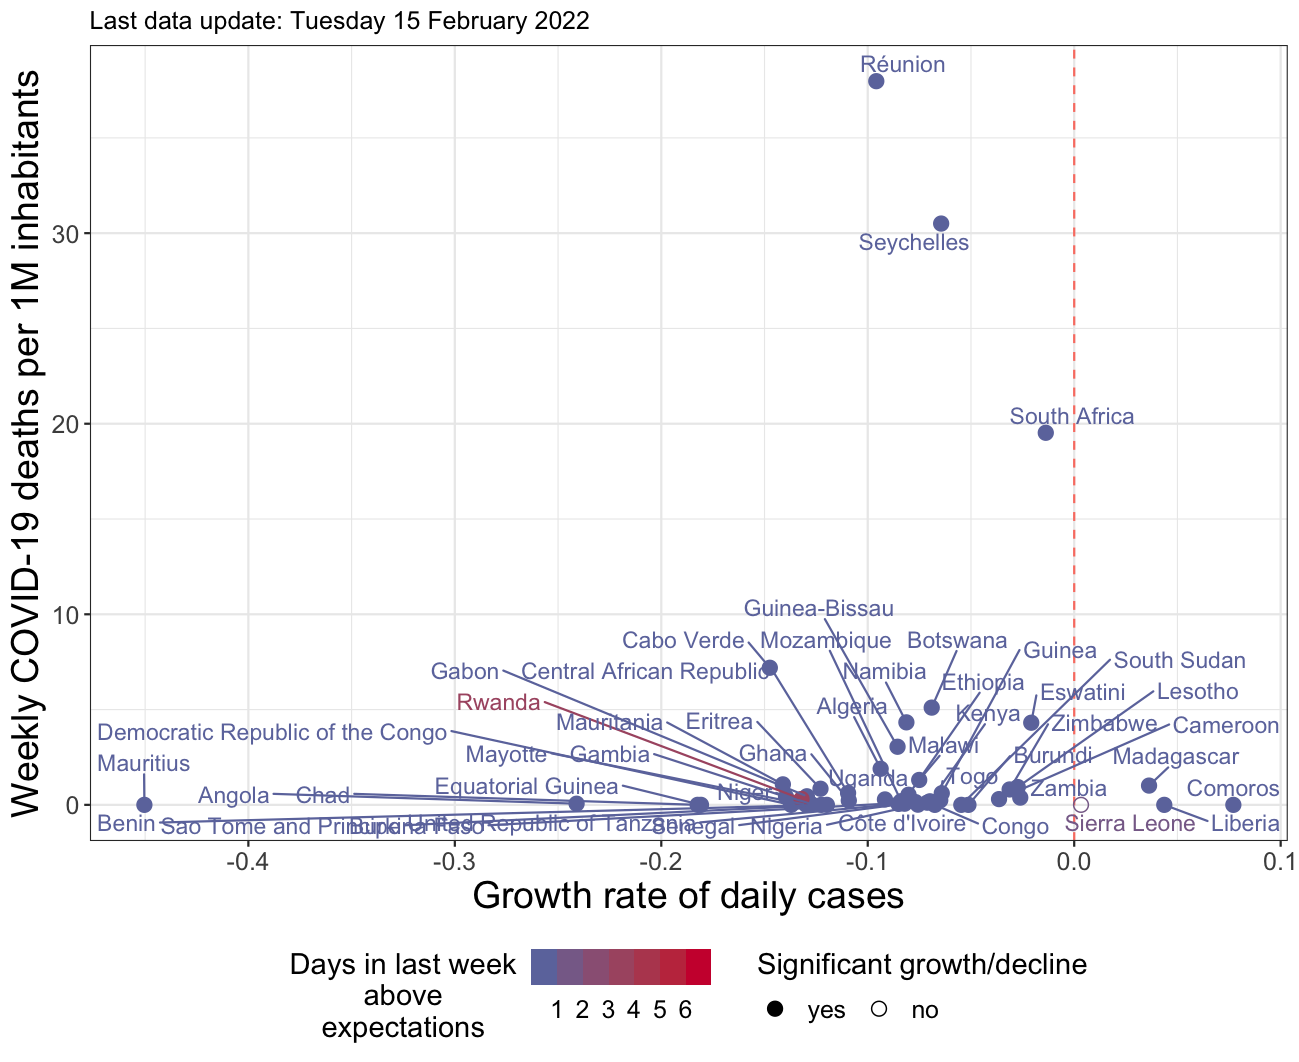 Last data update: Tuesday 15 February 2022
Weekly COVID-19 deaths per 1M inhabitants
30
20
10
0
Réunion
Seychelles
South Africa
Guinea-Bissau
Cabo Verde
Mozambique
Botswana
Guinea
South Sudan
Gabon
Central African Republic
Namibia
Ethiopia
Eswatini
Lesotho
Rwanda
Algeria
Kenya
Mauritania
Eritrea
Zimbabwe
Cameroon
Democratic Republic of the Congo
Malawi
Mayotte
Gambia
Ghana
Burundi
Madagascar
Mauritius
Uganda
Togo
Angola
Chad
Equatorial Guinea
Niger
Zambia
Comoros
Benin
Sao Tome and Principe
Burkina Faso
United Republic of Tanzania
Senegal
Nigeria
Côte d'Ivoire
Congo
Sierra Leone
Liberia
-0.4
-0.3
-0.2
-0.1
0.0
0.1
Growth rate of daily cases
Days in last week
above
expectations
1 2 3 4 5 6
Significant growth/decline
yes
no